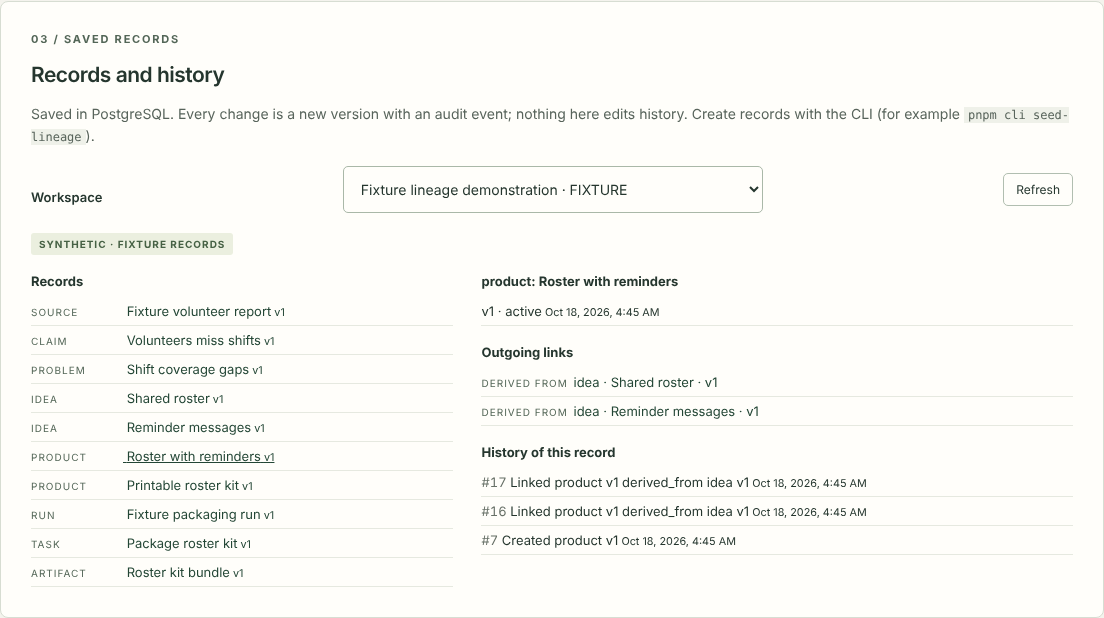 03 / SAVED RECORDS
Records and history
Saved in PostgreSQL. Every change is a new version with an audit event; nothing here edits history. Create records with the CLI (for example pnpm cli seed-
lineage ).
Workspace
Fixture lineage demonstration · FIXTURE
Refresh
SYNTHETIC · FIXTURE RECORDS
Records
SOURCE Fixture volunteer report v1
CLAIM Volunteers miss shifts v1
PROBLEM Shift coverage gaps v1
IDEA Shared roster v1
IDEA Reminder messages v1
PRODUCT Roster with reminders v1
PRODUCT Printable roster kit v1
RUN Fixture packaging run v1
TASK Package roster kit v1
ARTIFACT Roster kit bundle v1
product: Roster with reminders
v1 · active Oct 18, 2026, 4:45 AM
Outgoing links
DERIVED FROM idea · Shared roster · v1
DERIVED FROM idea · Reminder messages · v1
History of this record
#17 Linked product v1 derived_from idea v1 Oct 18, 2026, 4:45 AM
#16 Linked product v1 derived_from idea v1 Oct 18, 2026, 4:45 AM
#7 Created product v1 Oct 18, 2026, 4:45 AM